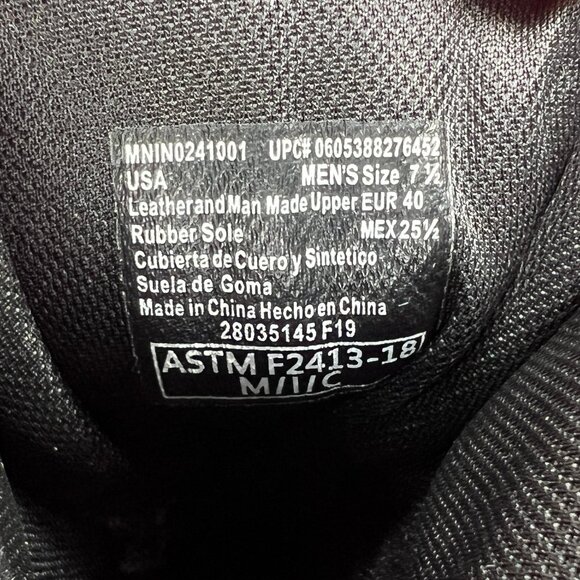 MNIN0241001 UPC# 0605388276452
USA MEN'S Size 7 ½
Leather and Man Made Upper EUR 40
Rubber Sole MEX 25½
Cubierta de Cuero y Sintetico
Suela de Goma
Made in China Hecho en China
28035145 F19
ASTM F2413-18
M/I/C